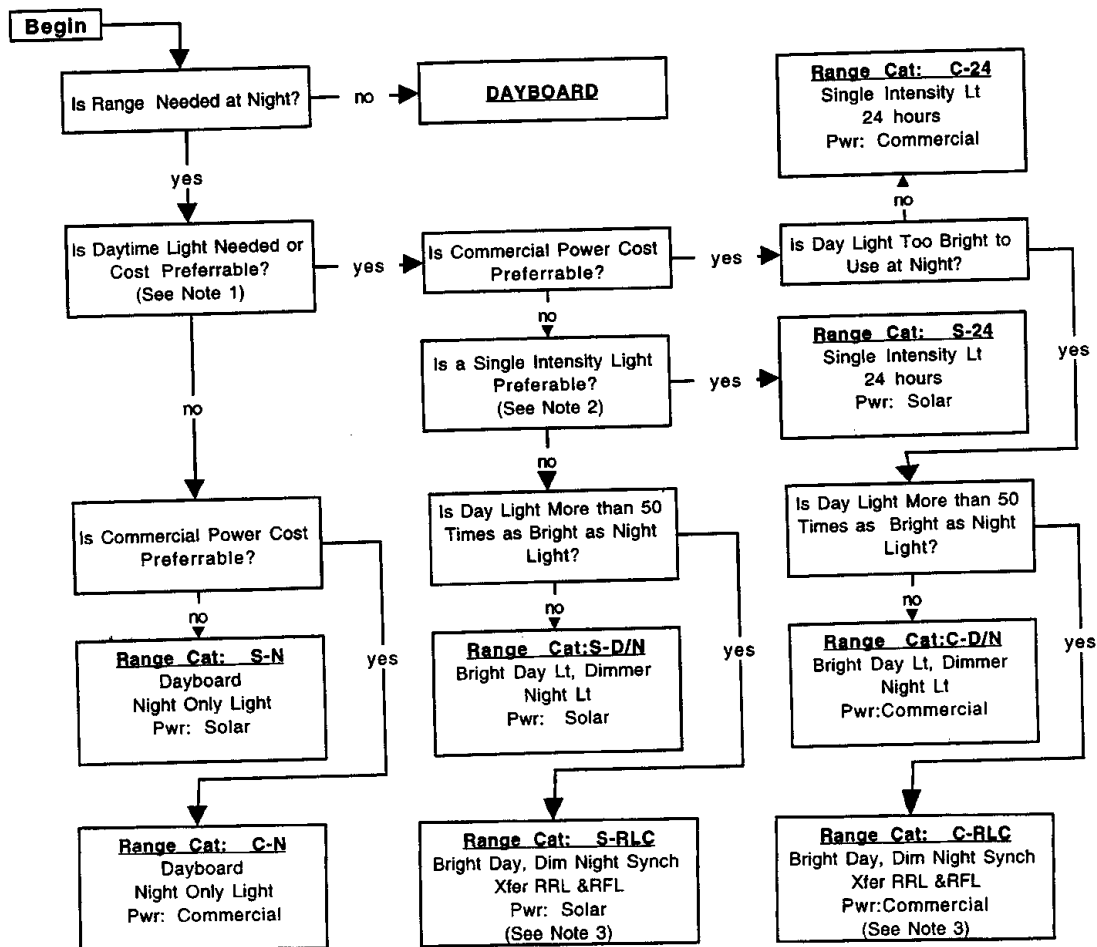 Begin
Is Range Needed at Night?
no
DAYBOARD
Range Cat: C-24
Single Intensity Lt
24 hours
Pwr: Commercial
yes
no
Is Daytime Light Needed or
Cost Preferrable?
(See Note 1)
yes
Is Commercial Power Cost
Preferrable?
yes
Is Day Light Too Bright to
Use at Night?
no
yes
no
Is a Single Intensity Light
Preferable?
(See Note 2)
yes
Range Cat: S-24
Single Intensity Lt
24 hours
Pwr: Solar
no
Is Commercial Power Cost
Preferrable?
Is Day Light More than 50
Times as Bright as Night
Light?
Is Day Light More than 50
Times as Bright as Night
Light?
no
yes
no
yes
no
yes
Range Cat: S-N
Dayboard
Night Only Light
Pwr: Solar
Range Cat:S-D/N
Bright Day Lt, Dimmer
Night Lt
Pwr: Solar
Range Cat:C-D/N
Bright Day Lt, Dimmer
Night Lt
Pwr:Commercial
Range Cat: C-N
Dayboard
Night Only Light
Pwr: Commercial
Range Cat: S-RLC
Bright Day, Dim Night Synch
Xfer RRL &RFL
Pwr: Solar
(See Note 3)
Range Cat: C-RLC
Bright Day, Dim Night Synch
Xfer RRL &RFL
Pwr:Commercial
(See Note 3)